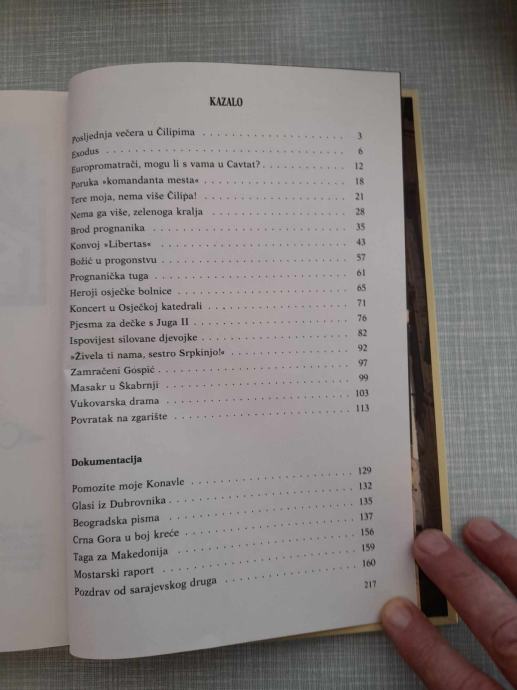 KAZALO
Posljednja večera u Čilipima . . . . . . . . . . . . . . . . . 3
Exodus . . . . . . . . . . . . . . . . . . . . . . . . . . . . 6
Europromatrači, mogu li s vama u Cavtat? . . . . . . . . . . . 12
Poruka »komandanta mesta« . . . . . . . . . . . . . . . . . . 18
Tere moja, nema više Čilipa! . . . . . . . . . . . . . . . . . 21
Nema ga više, zelenoga kralja . . . . . . . . . . . . . . . . 28
Brod prognanika . . . . . . . . . . . . . . . . . . . . . . . 35
Konvoj »Libertas« . . . . . . . . . . . . . . . . . . . . . . 43
Božić u progonstvu . . . . . . . . . . . . . . . . . . . . . . 57
Prognanička tuga . . . . . . . . . . . . . . . . . . . . . . . 61
Heroji osječke bolnice . . . . . . . . . . . . . . . . . . . . 65
Koncert u Osječkoj katedrali . . . . . . . . . . . . . . . . . 71
Pjesma za dečke s Juga II . . . . . . . . . . . . . . . . . . 76
Ispovijest silovane djevojke . . . . . . . . . . . . . . . . . 82
»Živela ti nama, sestro Srpkinjo!« . . . . . . . . . . . . . . 92
Zamračeni Gospić . . . . . . . . . . . . . . . . . . . . . . . 97
Masakr u Škabrnji . . . . . . . . . . . . . . . . . . . . . . 99
Vukovarska drama . . . . . . . . . . . . . . . . . . . . . . . 103
Povratak na zgarište . . . . . . . . . . . . . . . . . . . . . 113
Dokumentacija
Pomozite moje Konavle . . . . . . . . . . . . . . . . . . . . 129
Glasi iz Dubrovnika . . . . . . . . . . . . . . . . . . . . . 132
Beogradska pisma . . . . . . . . . . . . . . . . . . . . . . . 135
Crna Gora u boj kreće . . . . . . . . . . . . . . . . . . . . 137
Taga za Makedonija . . . . . . . . . . . . . . . . . . . . . . 156
Mostarski raport . . . . . . . . . . . . . . . . . . . . . . . 159
Pozdrav od sarajevskog druga . . . . . . . . . . . . . . . . . 160
217